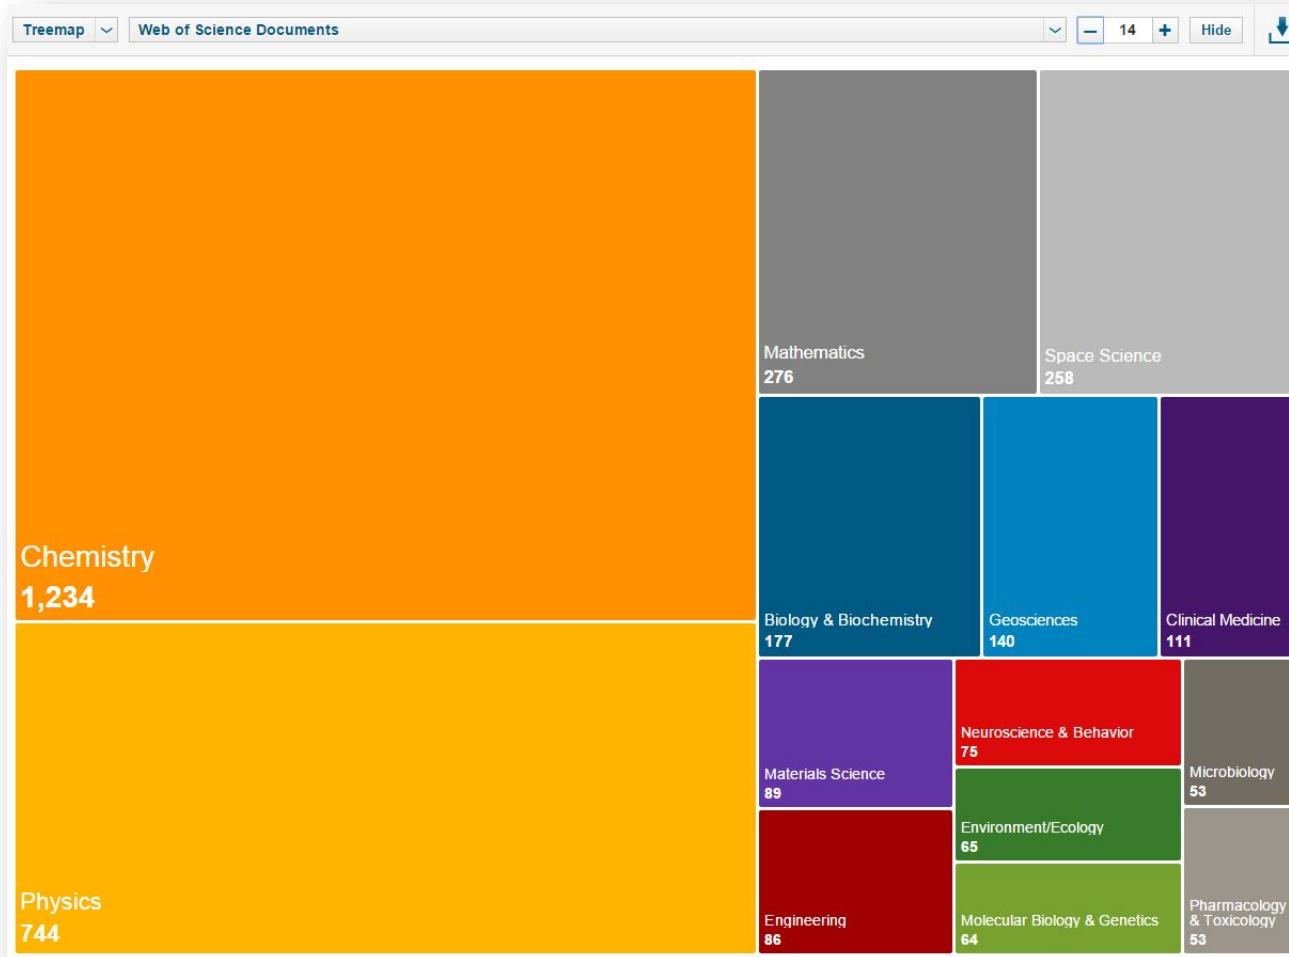 Treemap
Web of Science Documents
14
Hide
Chemistry
1,234
Physics
744
Mathematics
276
Space Science
258
Biology & Biochemistry
177
Geosciences
140
Clinical Medicine
111
Materials Science
89
Engineering
86
Neuroscience & Behavior
75
Environment/Ecology
65
Molecular Biology & Genetics
64
Microbiology
53
Pharmacology
& Toxicology
53